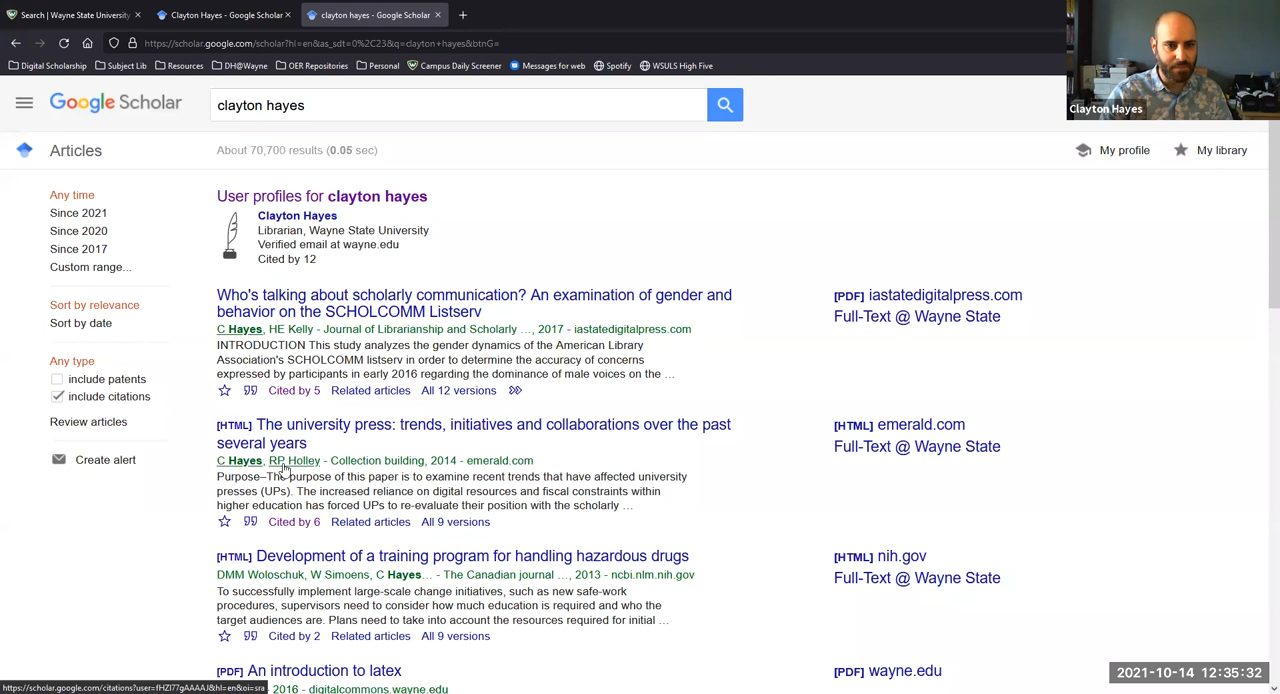 Search | Wayne State University
Clayton Hayes - Google Scholar
clayton hayes - Google Scholar
https://scholar.google.com/scholar?hl=en&as_sdt=0%2C23&q=clayton+hayes&btnG=
Digital Scholarship
Subject Lib
Resources
DH@Wayne
OER Repositories
Personal
Campus Daily Screener
Messages for web
Spotify
WSULS High Five
Clayton Hayes
Google Scholar
clayton hayes
Articles
About 70,700 results (0.05 sec)
My profile
My library
Any time
Since 2021
Since 2020
Since 2017
Custom range...
Sort by relevance
Sort by date
Any type
include patents
include citations
Review articles
Create alert
User profiles for clayton hayes
Clayton Hayes
Librarian, Wayne State University
Verified email at wayne.edu
Cited by 12
Who's talking about scholarly communication? An examination of gender and
behavior on the SCHOLCOMM Listserv
C Hayes, HE Kelly - Journal of Librarianship and Scholarly ..., 2017 - iastatedigitalpress.com
INTRODUCTION This study analyzes the gender dynamics of the American Library
Association's SCHOLCOMM listserv in order to determine the accuracy of concerns
expressed by participants in early 2016 regarding the dominance of male voices on the ...
Cited by 5 Related articles All 12 versions
[PDF] iastatedigitalpress.com
Full-Text @ Wayne State
[HTML] The university press: trends, initiatives and collaborations over the past
several years
C Hayes, RP Holley - Collection building, 2014 - emerald.com
Purpose–The purpose of this paper is to examine recent trends that have affected university
presses (UPs). The increased reliance on digital resources and fiscal constraints within
higher education has forced UPs to re-evaluate their position with the scholarly ...
Cited by 6 Related articles All 9 versions
[HTML] emerald.com
Full-Text @ Wayne State
[HTML] Development of a training program for handling hazardous drugs
DMM Woloschuk, W Simoens, C Hayes... - The Canadian journal ..., 2013 - ncbi.nlm.nih.gov
To successfully implement large-scale change initiatives, such as new safe-work
procedures, supervisors need to consider how much education is required and who the
target audiences are. Plans need to take into account the resources required for initial ...
Cited by 2 Related articles All 9 versions
[HTML] nih.gov
Full-Text @ Wayne State
[PDF] An introduction to latex
2016 - digitalcommons.wayne.edu
[PDF] wayne.edu
2021-10-14 12:35:32